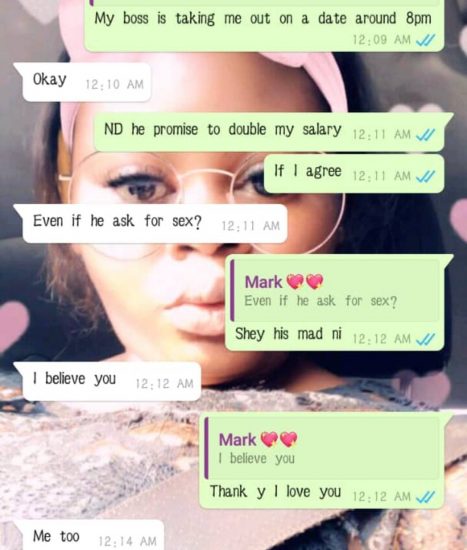 My boss is taking me out on a date around 8pm
12:09 AM
Okay
12:10 AM
ND he promise to double my salary
12:11 AM
If I agree
12:11 AM
Even if he ask for sex?
12:11 AM
Mark
Even if he ask for sex?
Shey his mad ni
12:12 AM
I believe you
12:12 AM
Mark
I believe you
Thank y I love you
12:12 AM
Me too
12:14 AM